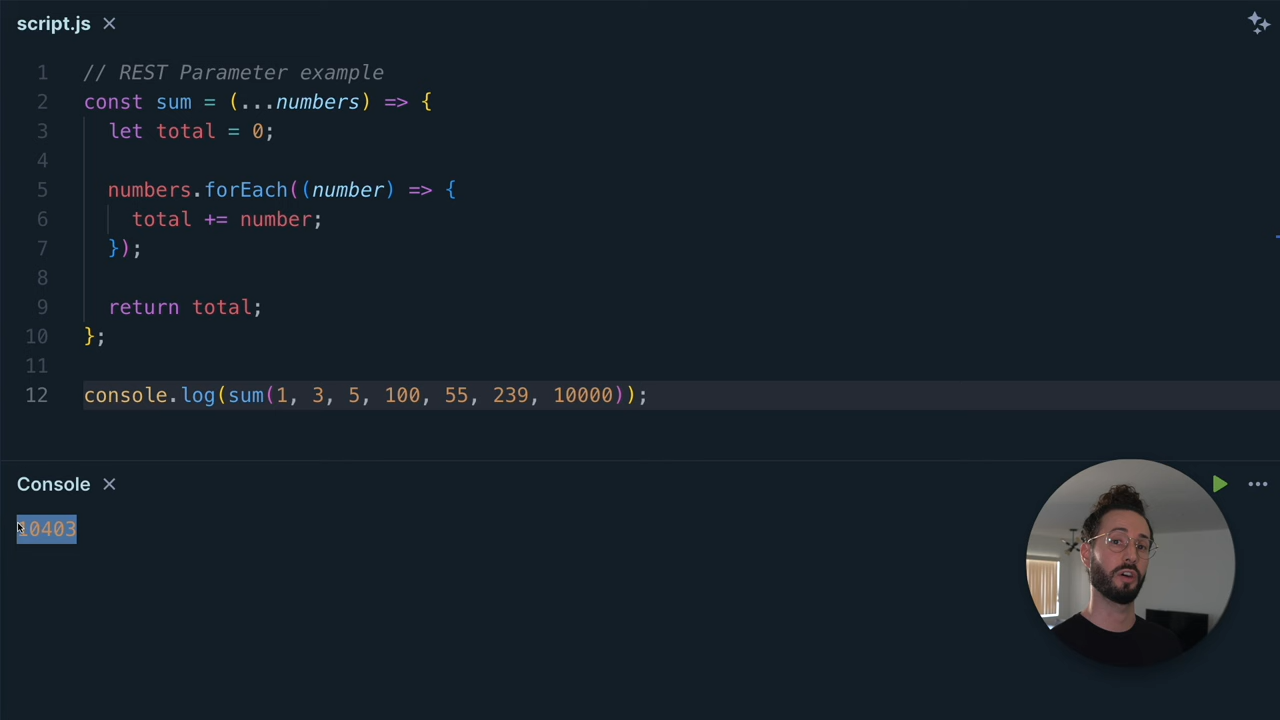 script.js ×
1 // REST Parameter example
2 const sum = (...numbers) => {
3 let total = 0;
4
5 numbers.forEach((number) => {
6 total += number;
7 });
8
9 return total;
10 };
11
12 console.log(sum(1, 3, 5, 100, 55, 239, 10000));
Console ×
10403